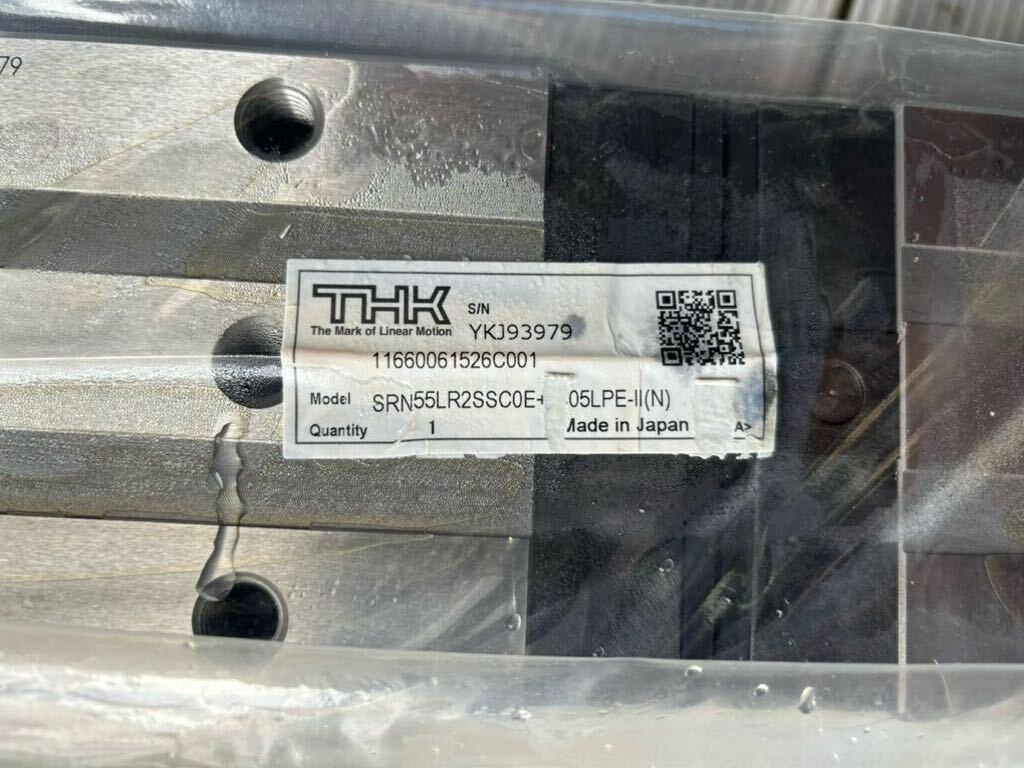 79
THK S/N
The Mark of Linear Motion YKJ93979
11660061526C001
Model SRN55LR2SSC0E+ 05LPE-II(N)
Quantity 1 Made in Japan A>